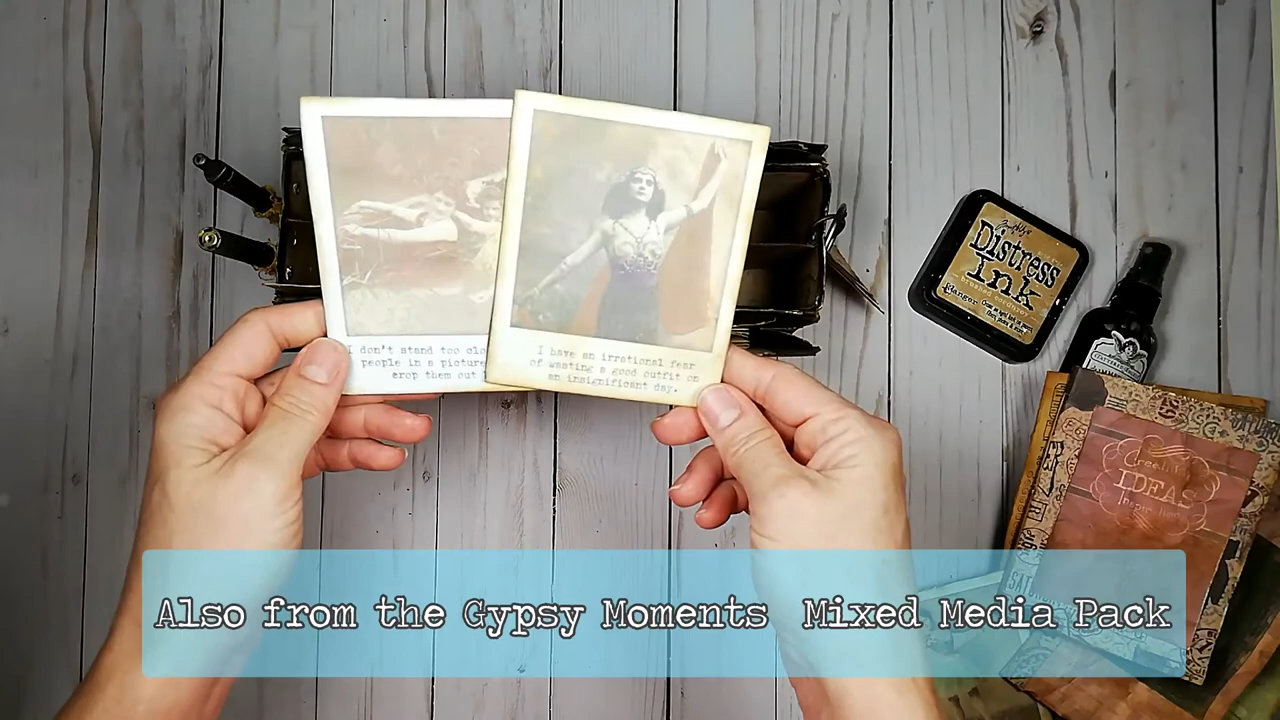 I don't stand too clo
people in a picture
crop them out
I have an irrational fear
of wasting a good outfit on
an insignificant day.
Distress
Ink
Ranger
IDEAS
Also from the Gypsy Moments Mixed Media Pack